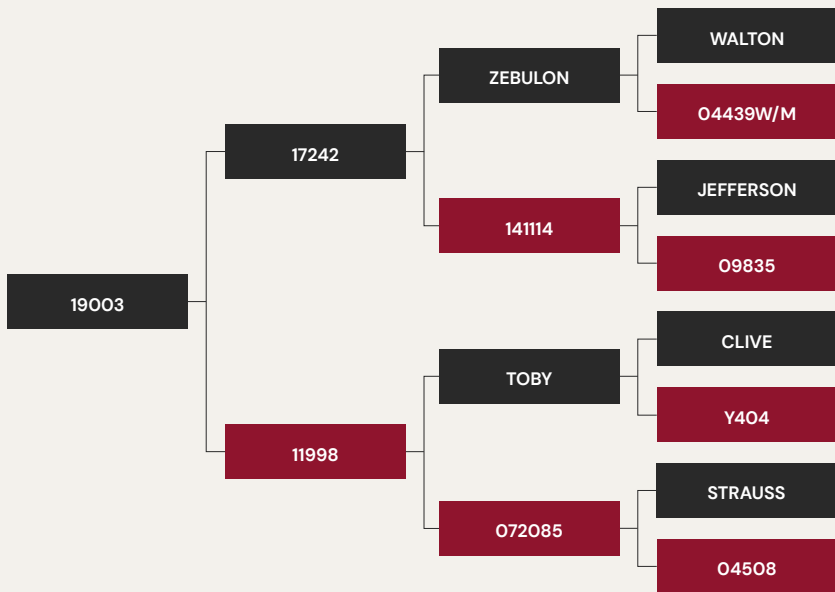 WALTON
ZEBULON
04439W/M
17242
JEFFERSON
141114
09835
19003
CLIVE
TOBY
Y404
11998
STRAUSS
072085
04508